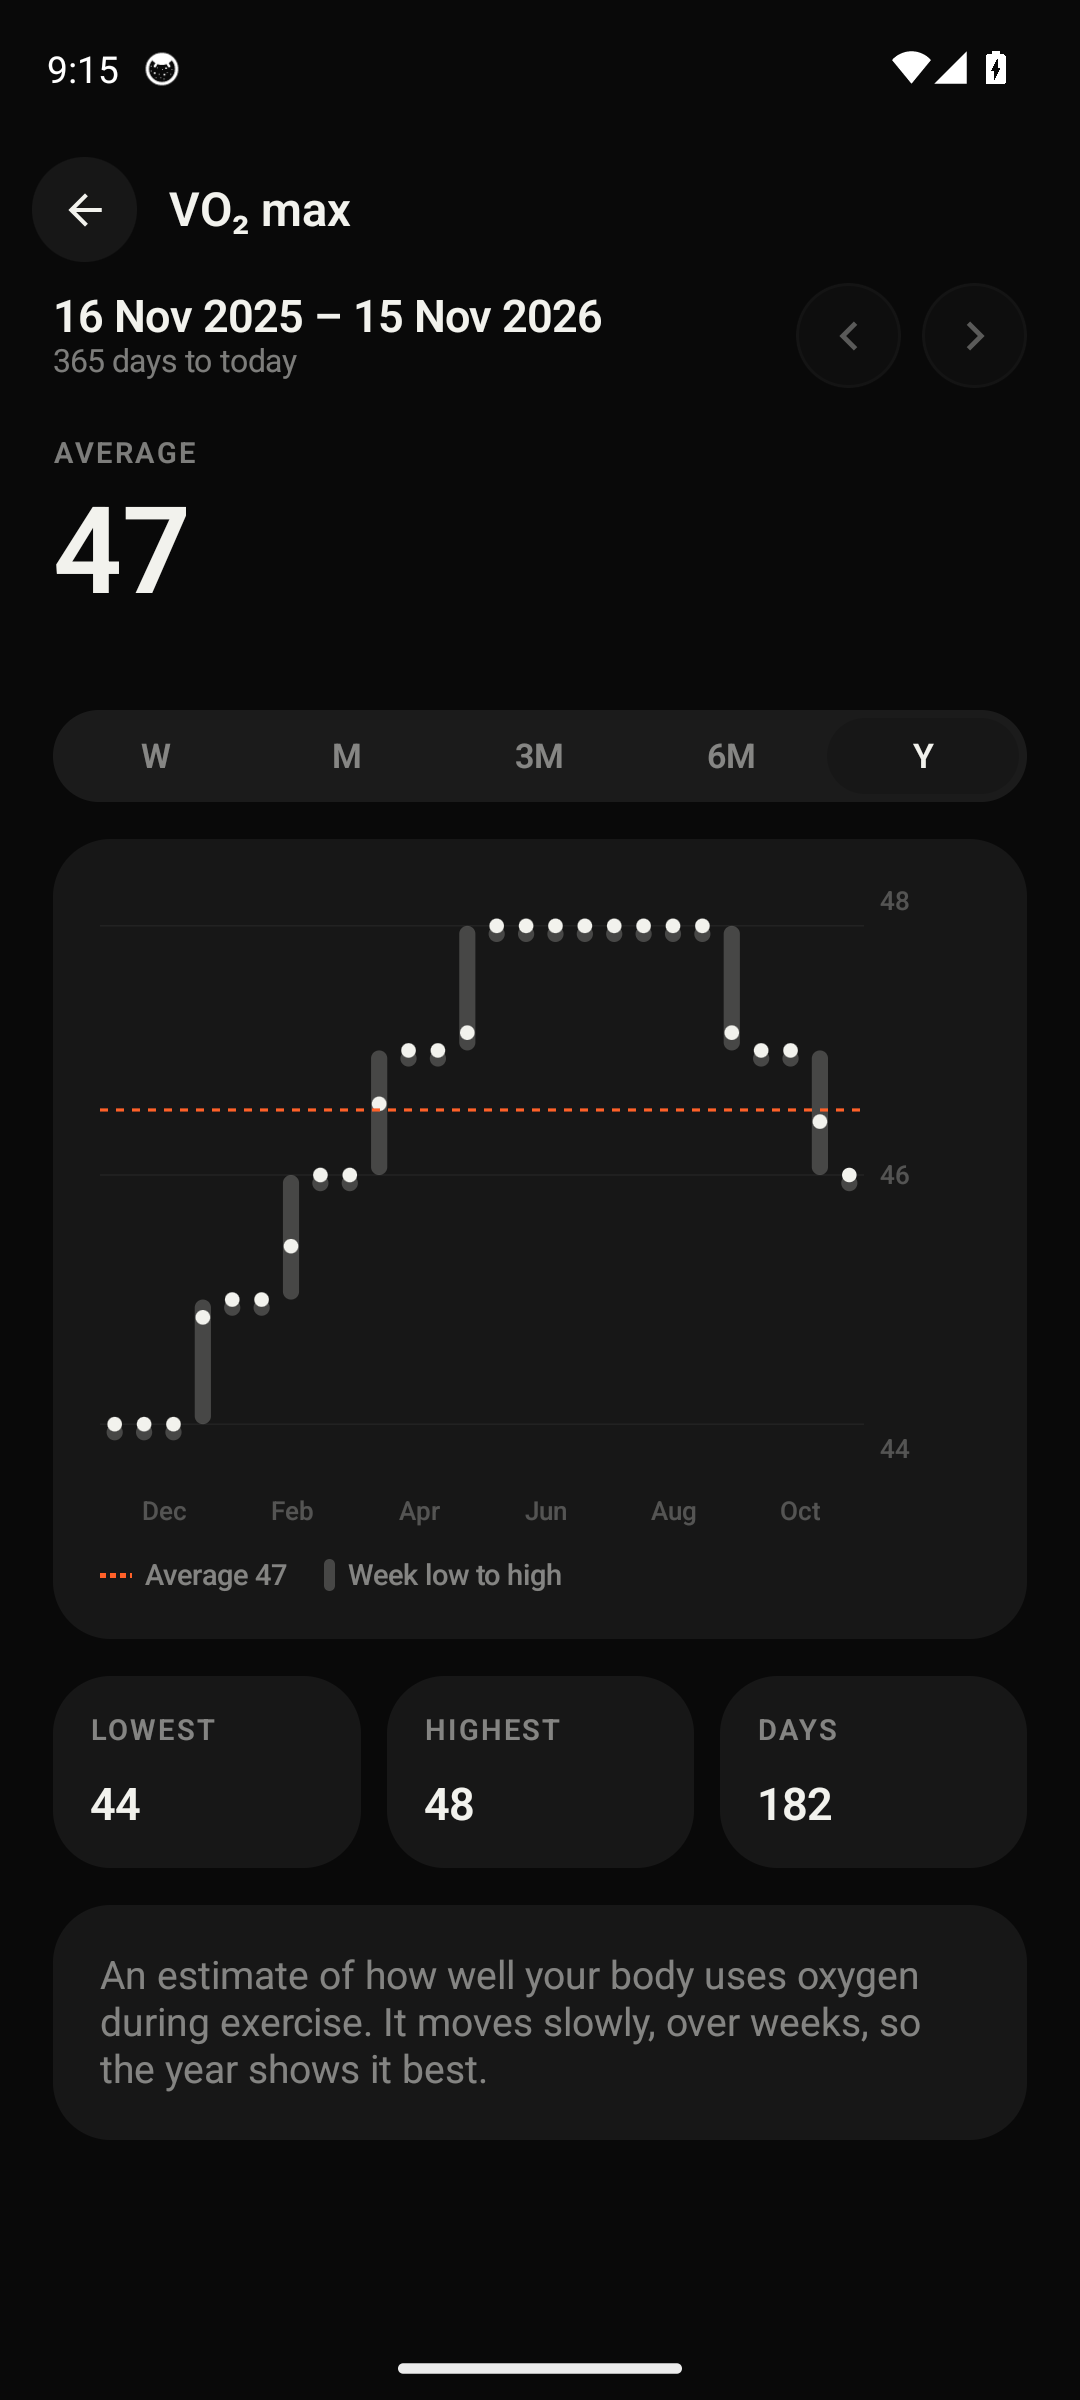 9:15
VO₂ max
16 Nov 2025 – 15 Nov 2026
365 days to today
AVERAGE
47
W M 3M 6M Y
48
46
44
Dec Feb Apr Jun Aug Oct
Average 47 Week low to high
LOWEST HIGHEST DAYS
44 48 182
An estimate of how well your body uses oxygen
during exercise. It moves slowly, over weeks, so
the year shows it best.